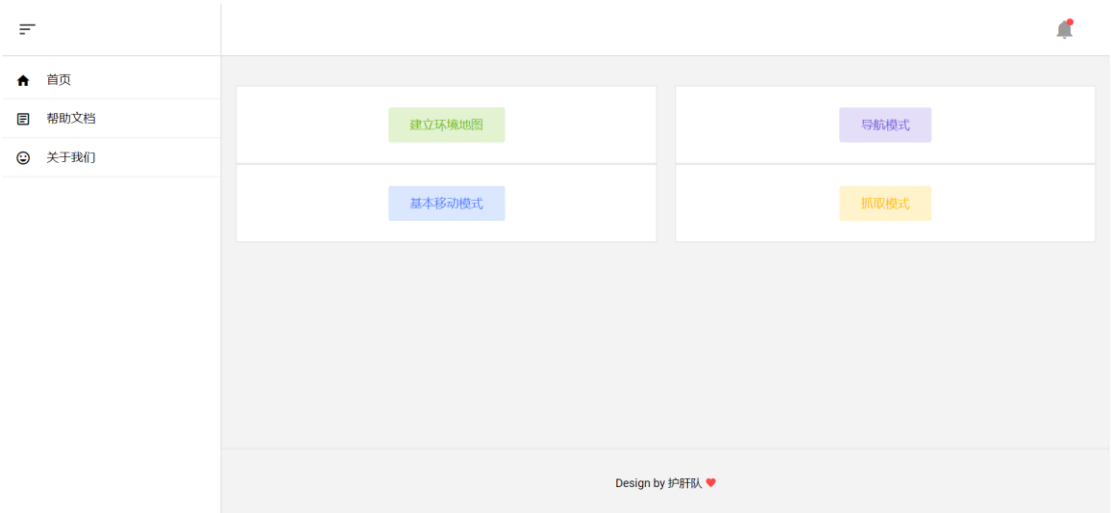 首页
帮助文档
关于我们
建立环境地图
导航模式
基本移动模式
抓取模式
Design by 护肝队